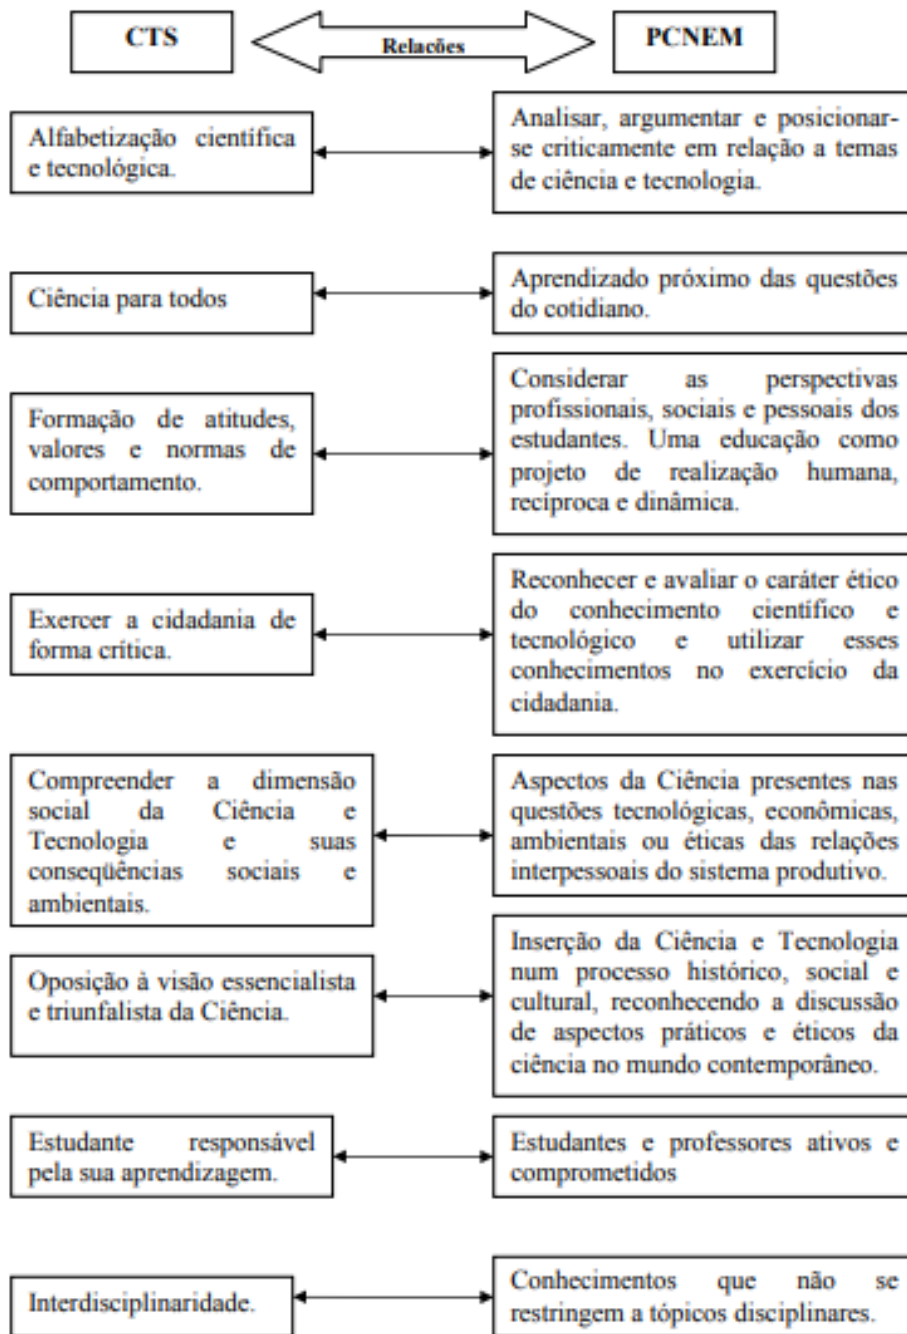 CTS
Relacões
PCNEM
Alfabetização científica
e tecnológica.
Analisar, argumentar e posicionar-
se criticamente em relação a temas
de ciência e tecnologia.
Ciência para todos
Aprendizado próximo das questões
do cotidiano.
Formação de atitudes,
valores e normas de
comportamento.
Considerar as perspectivas
profissionais, sociais e pessoais dos
estudantes. Uma educação como
projeto de realização humana,
recíproca e dinâmica.
Exercer a cidadania de
forma crítica.
Reconhecer e avaliar o caráter ético
do conhecimento científico e
tecnológico e utilizar esses
conhecimentos no exercício da
cidadania.
Compreender a dimensão
social da Ciência e
Tecnologia e suas
conseqüências sociais e
ambientais.
Aspectos da Ciência presentes nas
questões tecnológicas, econômicas,
ambientais ou éticas das relações
interpessoais do sistema produtivo.
Oposição à visão essencialista
e triunfalista da Ciência.
Inserção da Ciência e Tecnologia
num processo histórico, social e
cultural, reconhecendo a discussão
de aspectos práticos e éticos da
ciência no mundo contemporâneo.
Estudante responsável
pela sua aprendizagem.
Estudantes e professores ativos e
comprometidos
Interdisciplinaridade.
Conhecimentos que não se
restringem a tópicos disciplinares.